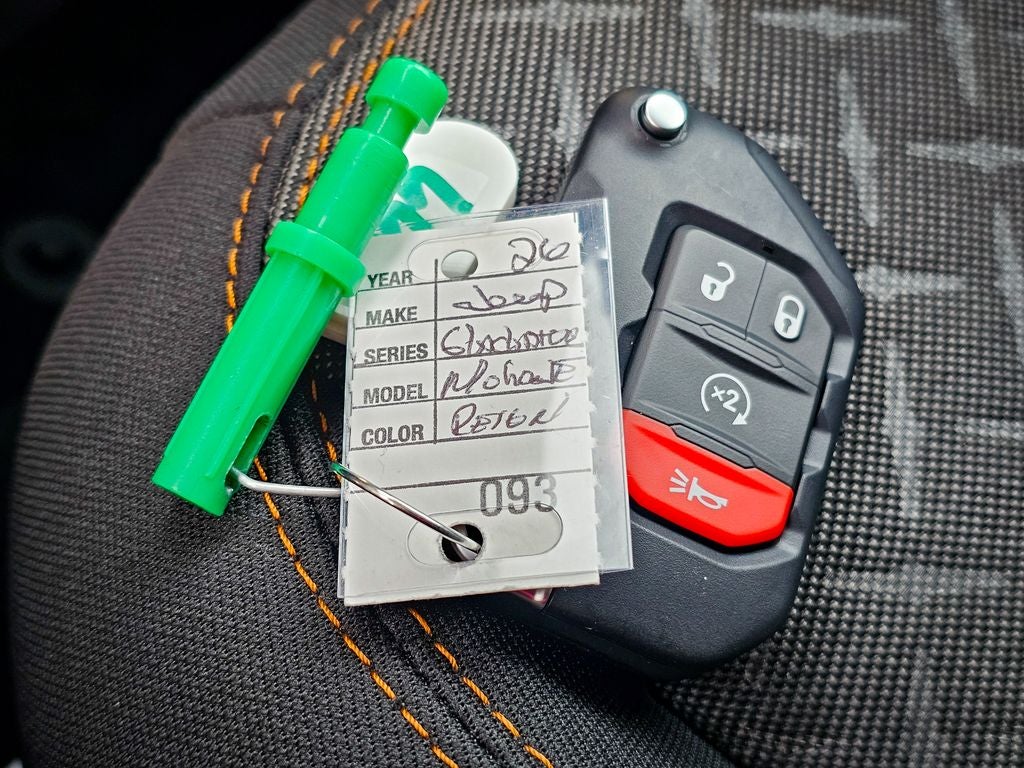 M
YEAR 26
MAKE Jeep
SERIES GlADiATOR
MODEL MohavE
COLOR
093
x2